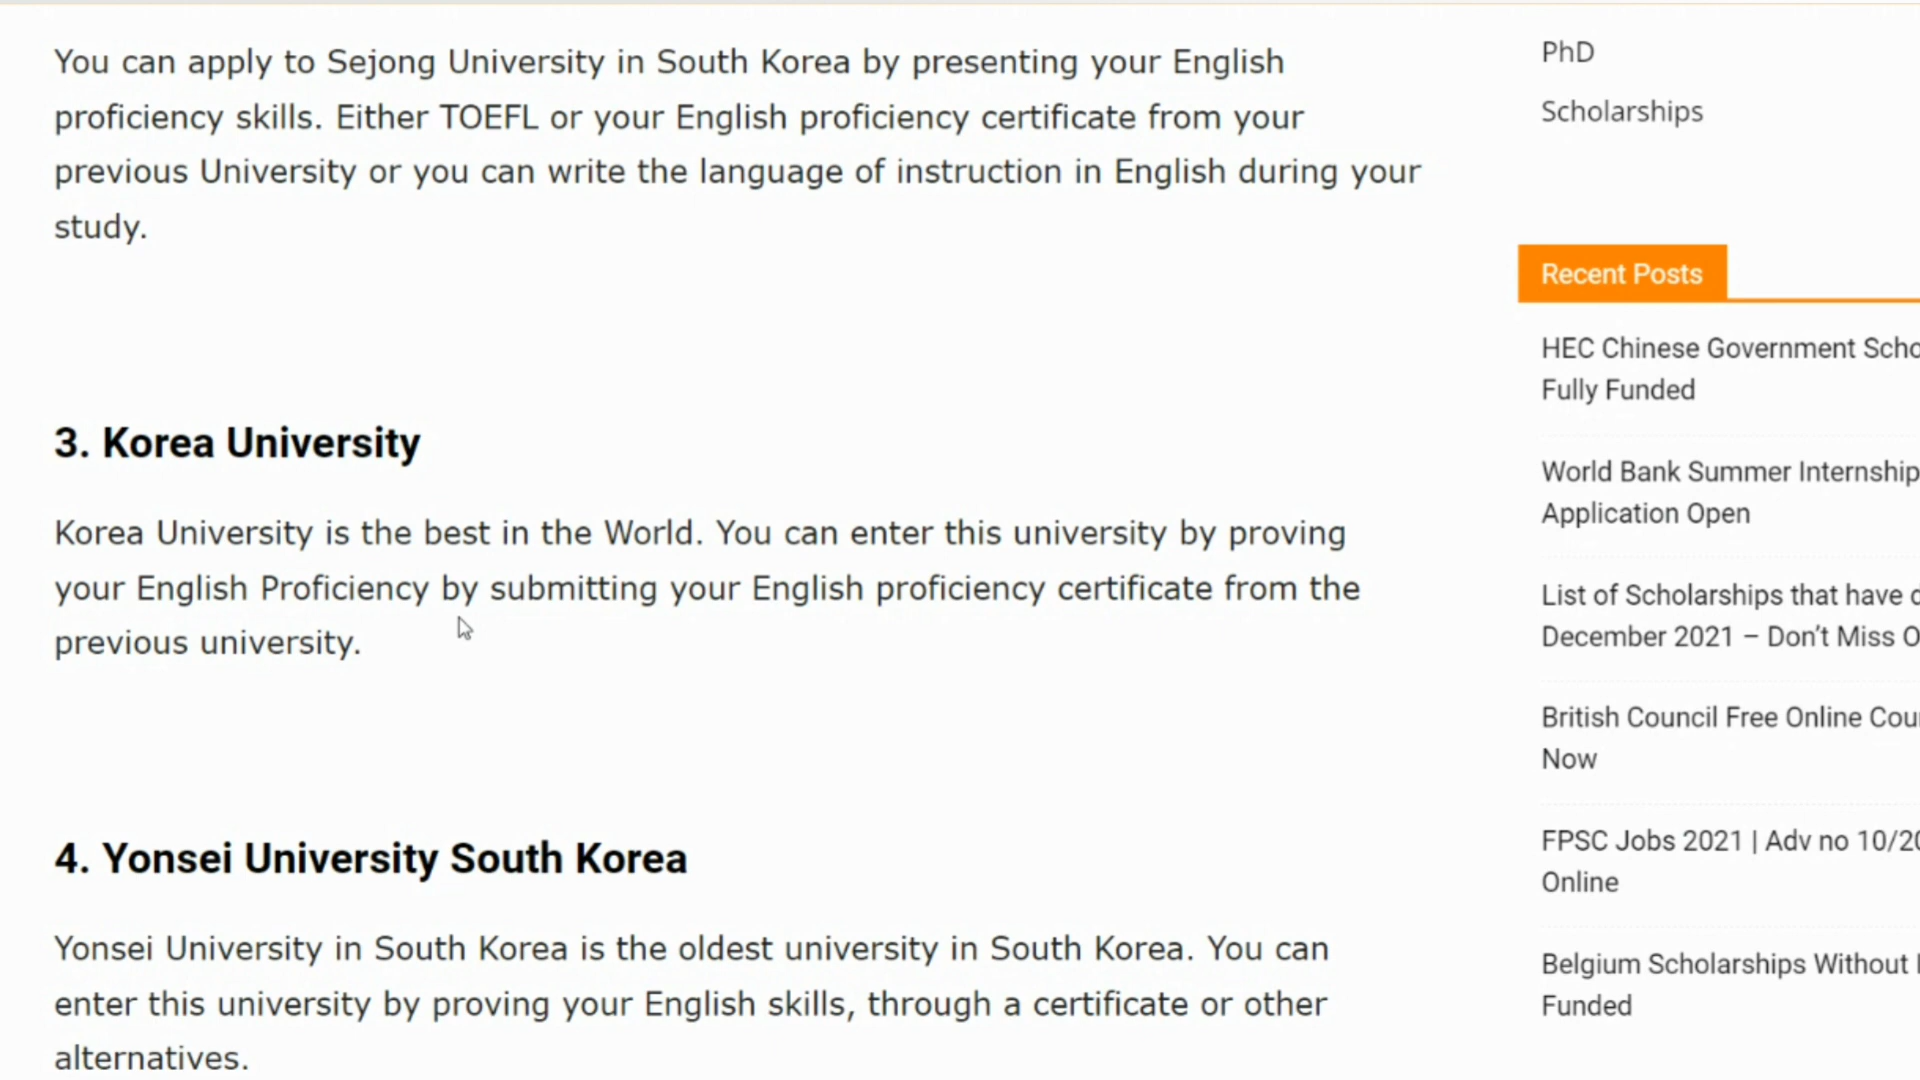 You can apply to Sejong University in South Korea by presenting your English
proficiency skills. Either TOEFL or your English proficiency certificate from your
previous University or you can write the language of instruction in English during your
study.
3. Korea University
Korea University is the best in the World. You can enter this university by proving
your English Proficiency by submitting your English proficiency certificate from the
previous university.
4. Yonsei University South Korea
Yonsei University in South Korea is the oldest university in South Korea. You can
enter this university by proving your English skills, through a certificate or other
alternatives.
PhD
Scholarships
Recent Posts
HEC Chinese Government Scho
Fully Funded
World Bank Summer Internship
Application Open
List of Scholarships that have
December 2021 – Don't Miss O
British Council Free Online Cou
Now
FPSC Jobs 2021 | Adv no 10/20
Online
Belgium Scholarships Without
Funded